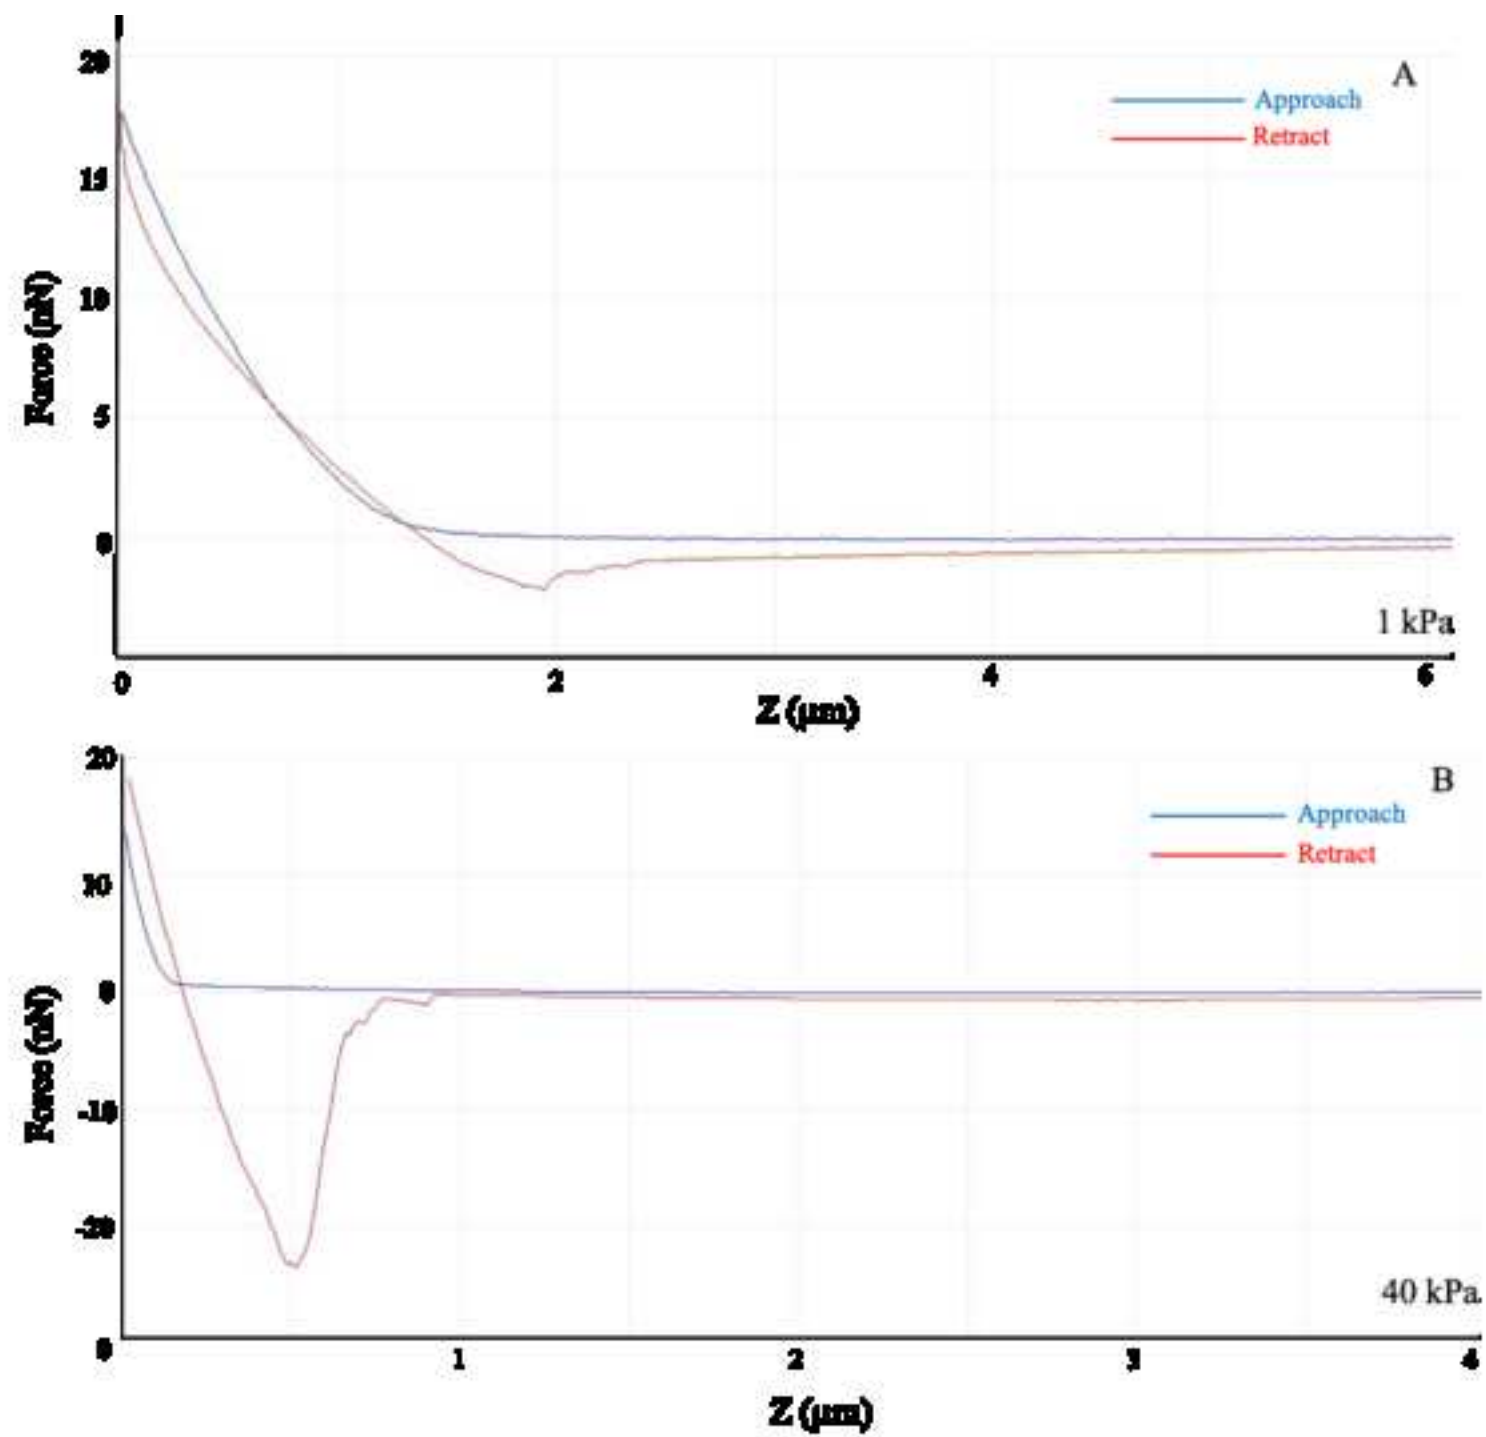 A
Approach
Retract
20
15
10
5
0
Force (nN)
1 kPa
0 2 4 6
Z (μm)
B
Approach
Retract
20
10
0
-10
-20
Force (nN)
40 kPa
0 1 2 3 4
Z (μm)